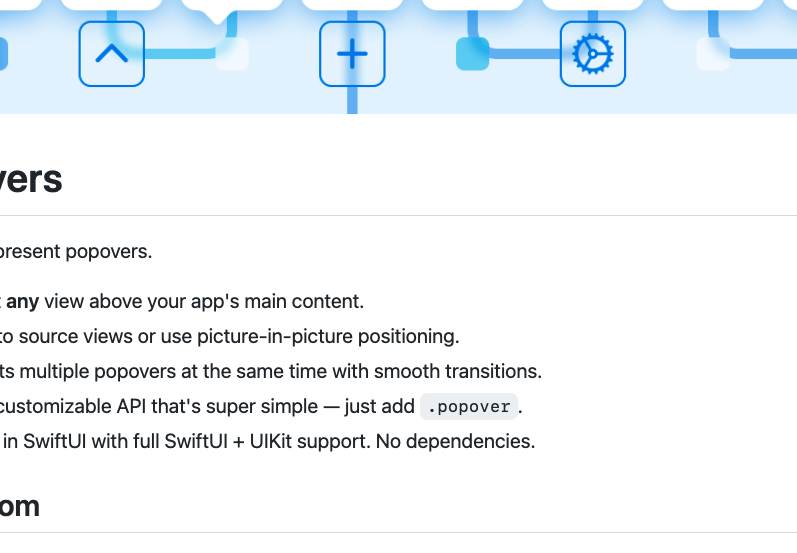 vers
present popovers.
any view above your app's main content.
to source views or use picture-in-picture positioning.
ts multiple popovers at the same time with smooth transitions.
customizable API that's super simple — just add .popover.
in SwiftUI with full SwiftUI + UIKit support. No dependencies.
om